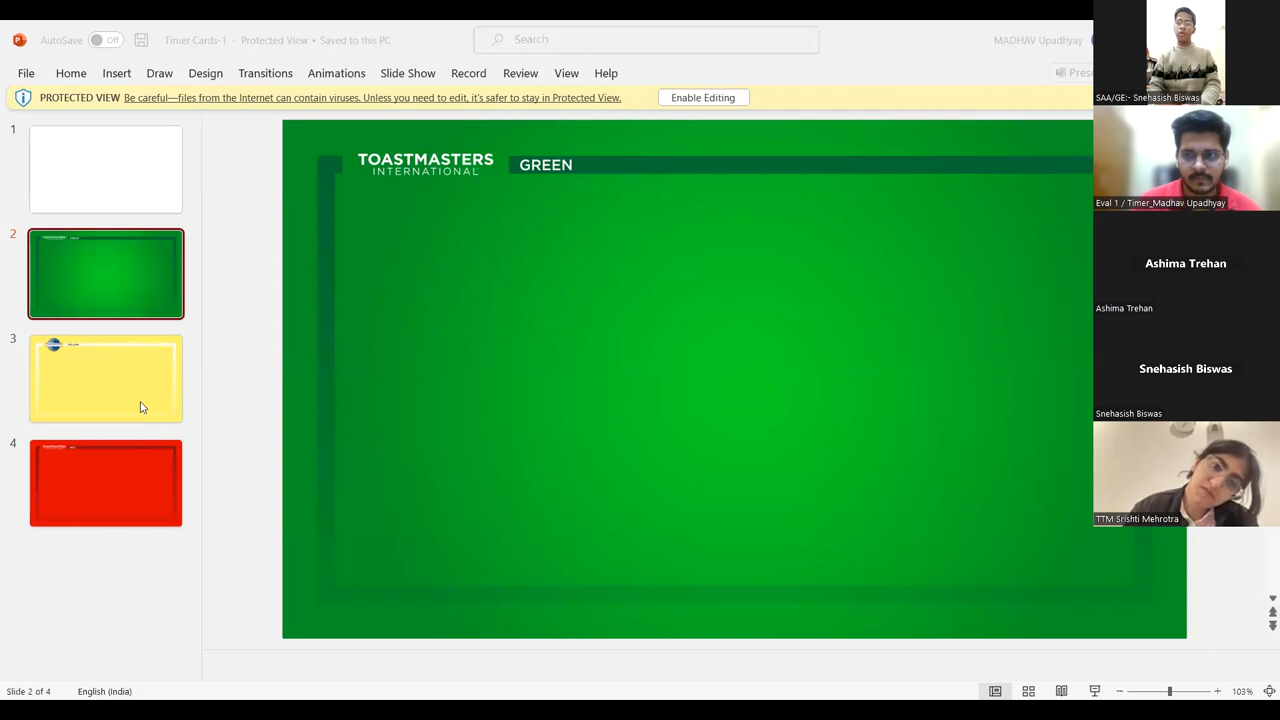 AutoSave Off Timer Cards-1 - Protected View • Saved to this PC Search MADHAV Upadhyay
File Home Insert Draw Design Transitions Animations Slide Show Record Review View Help
PROTECTED VIEW Be careful—files from the Internet can contain viruses. Unless you need to edit, it's safer to stay in Protected View. Enable Editing
SAA/GE:- Snehasish Biswas
1
TOASTMASTERS
INTERNATIONAL
GREEN
Eval 1 / Timer_Madhav Upadhyay
2
Ashima Trehan
Ashima Trehan
3
Snehasish Biswas
Snehasish Biswas
4
TTM Srishti Mehrotra
Slide 2 of 4 English (India) 103%